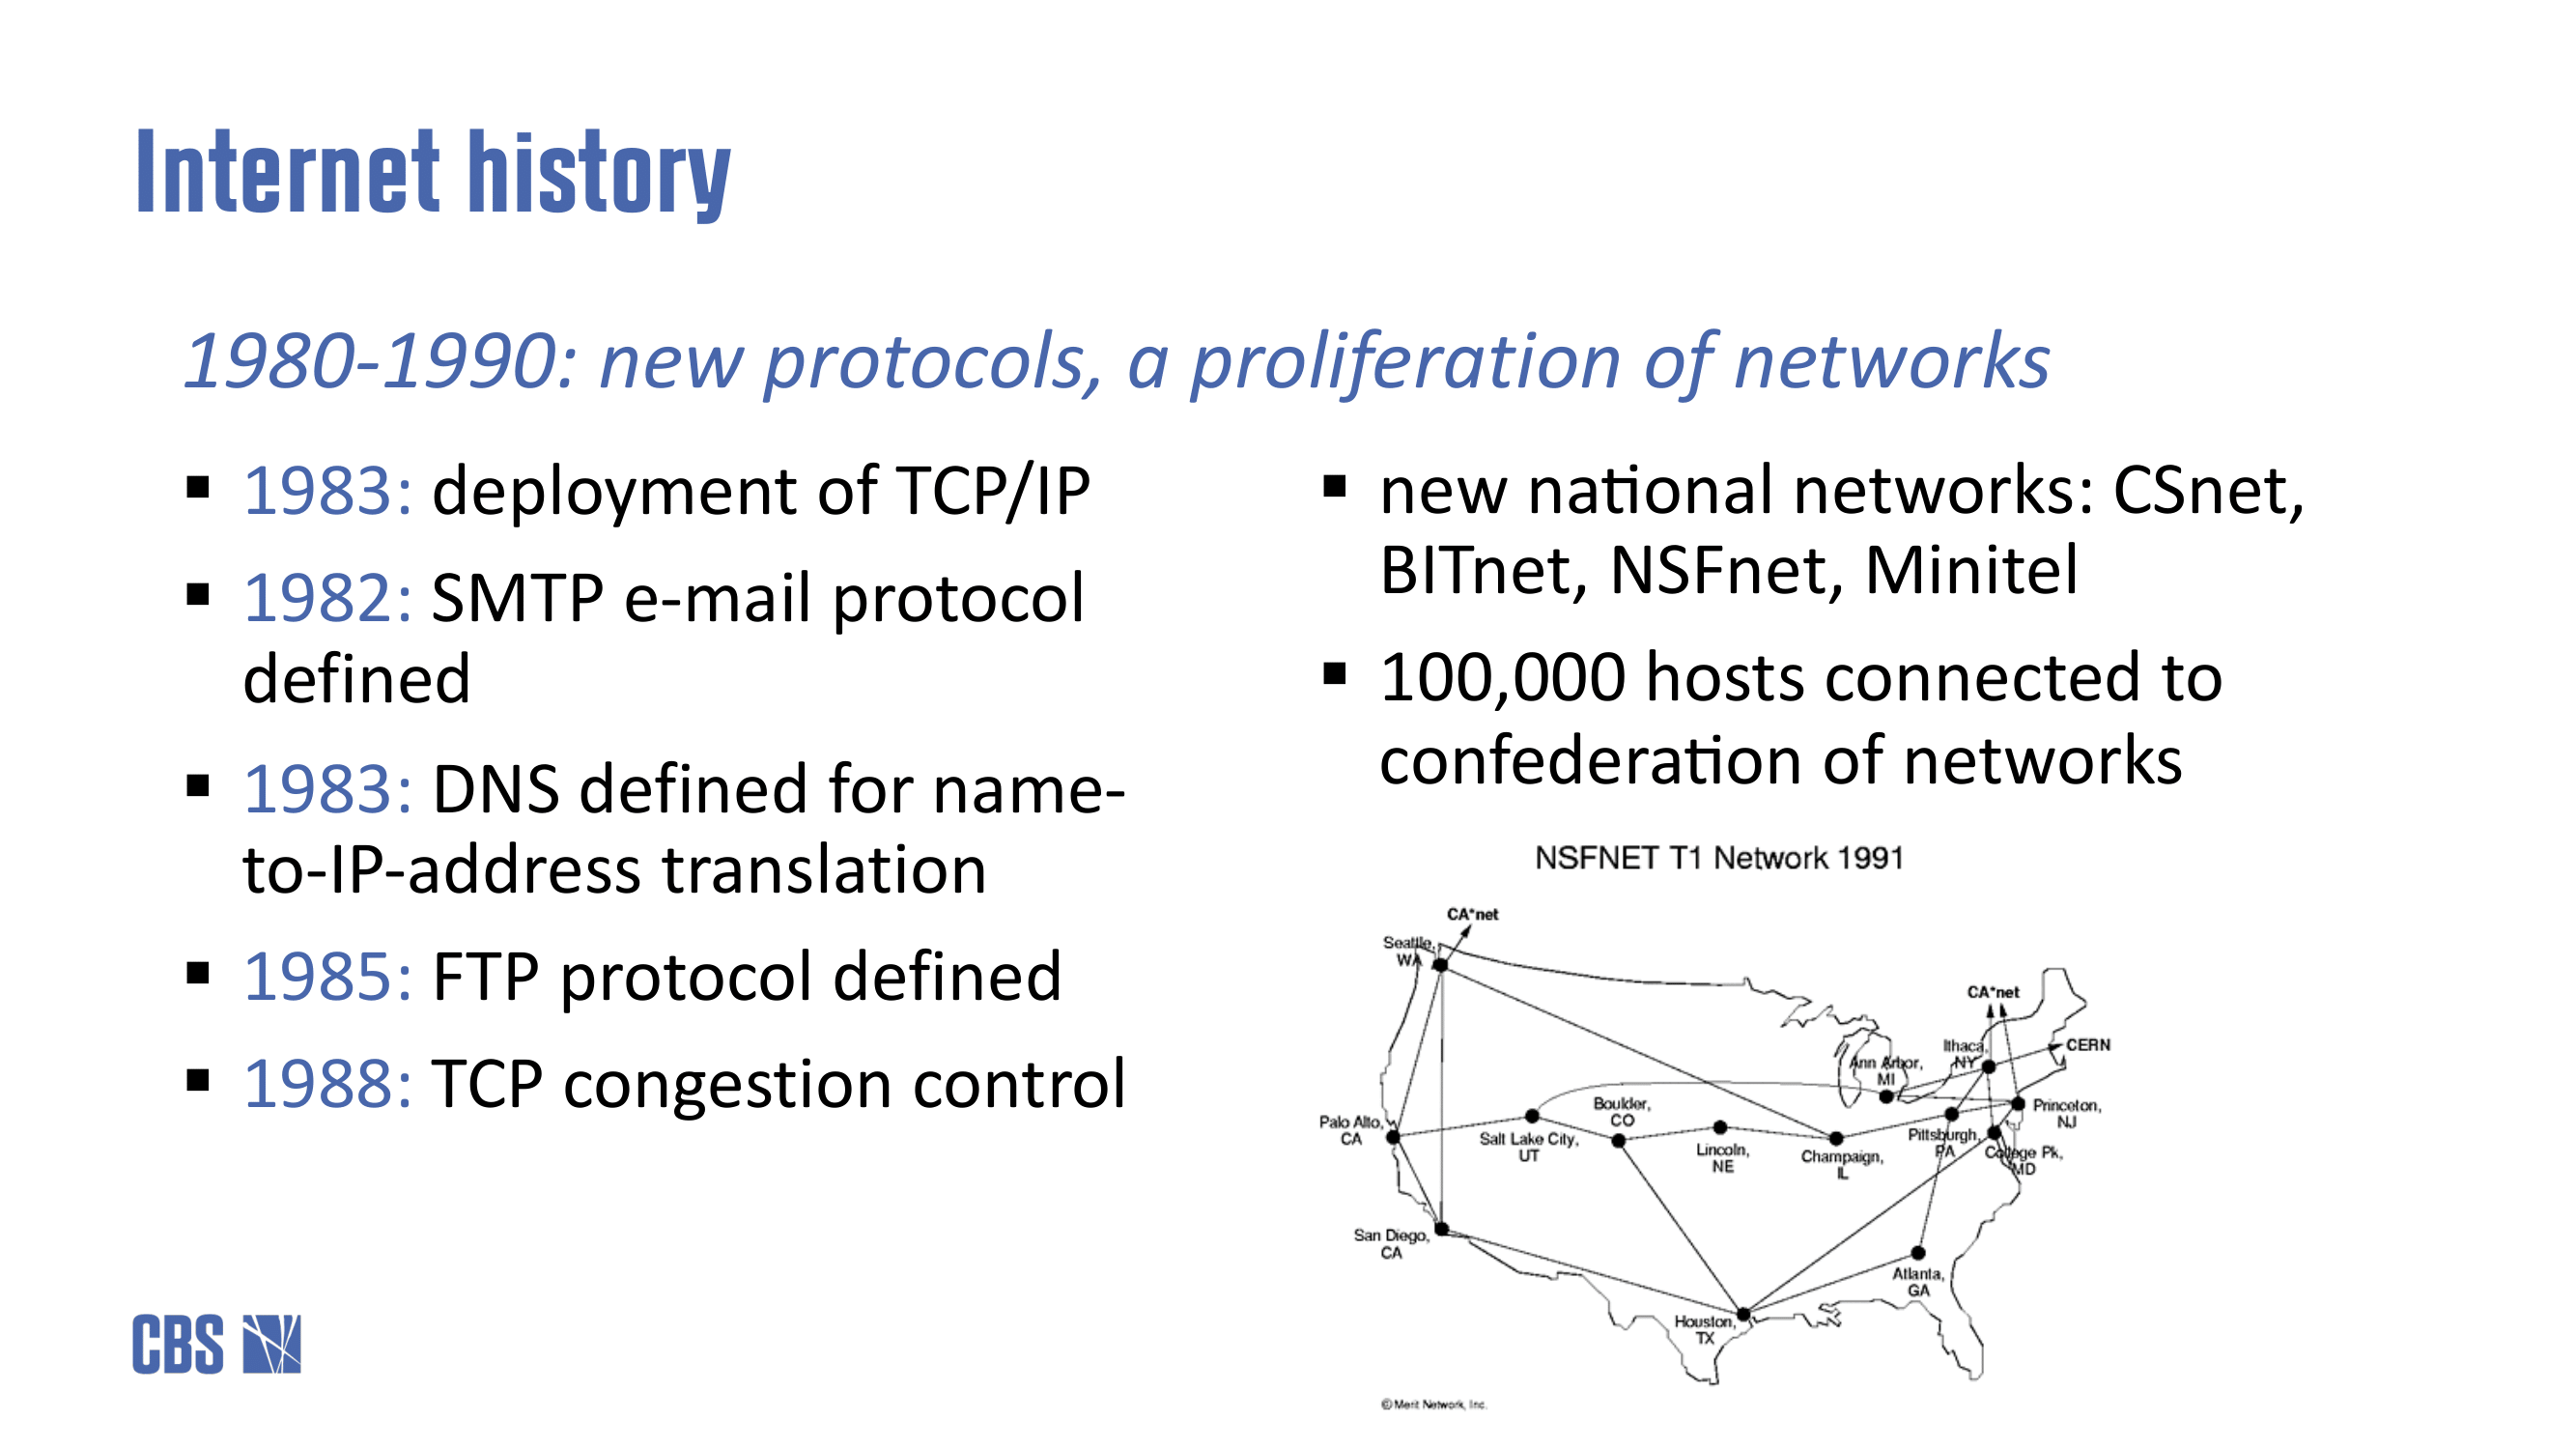 Internet history
1980-1990: new protocols, a proliferation of networks
▪ 1983: deployment of TCP/IP
▪ 1982: SMTP e-mail protocol
defined
▪ 1983: DNS defined for name-
to-IP-address translation
▪ 1985: FTP protocol defined
▪ 1988: TCP congestion control
▪ new national networks: CSnet,
BITnet, NSFnet, Minitel
▪ 100,000 hosts connected to
confederation of networks
NSFNET T1 Network 1991
CA*net
Seattle,
WA
CA*net
Ithaca,
NY
CERN
Ann Arbor,
MI
Princeton,
NJ
Boulder,
CO
Palo Alto,
CA
Salt Lake City,
UT
Lincoln,
NE
Champaign,
IL
Pittsburgh,
PA
College Pk,
MD
San Diego,
CA
Atlanta,
GA
Houston,
TX
© Merit Network, Inc.
CBS